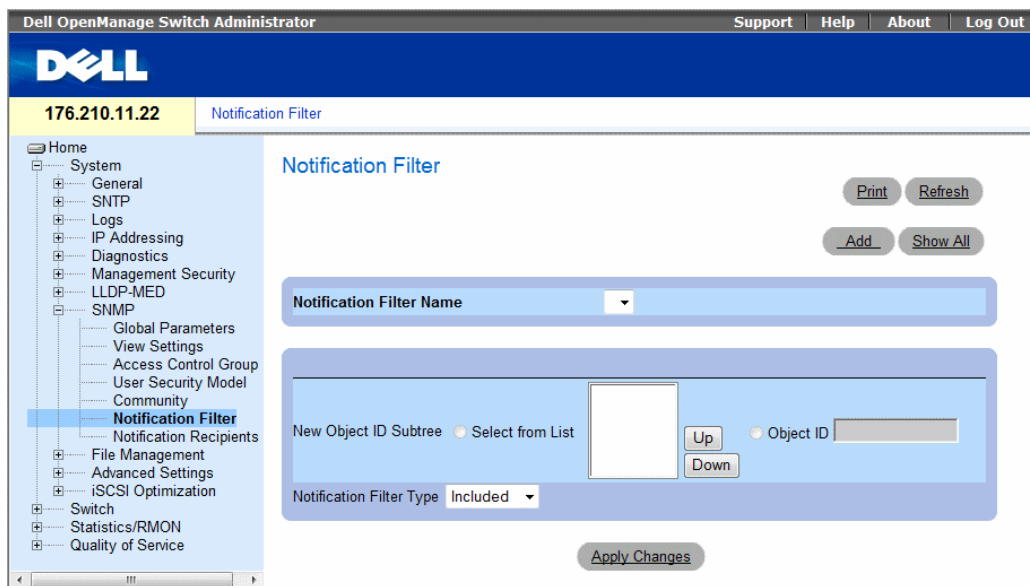 Dell OpenManage Switch Administrator
Support Help About Log Out
DELL
176.210.11.22
Notification Filter
Home
System
General
SNTP
Logs
IP Addressing
Diagnostics
Management Security
LLDP-MED
SNMP
Global Parameters
View Settings
Access Control Group
User Security Model
Community
Notification Filter
Notification Recipients
File Management
Advanced Settings
iSCSI Optimization
Switch
Statistics/RMON
Quality of Service
Notification Filter
Print Refresh
Add Show All
Notification Filter Name
New Object ID Subtree Select from List Up Object ID
Down
Notification Filter Type Included
Apply Changes